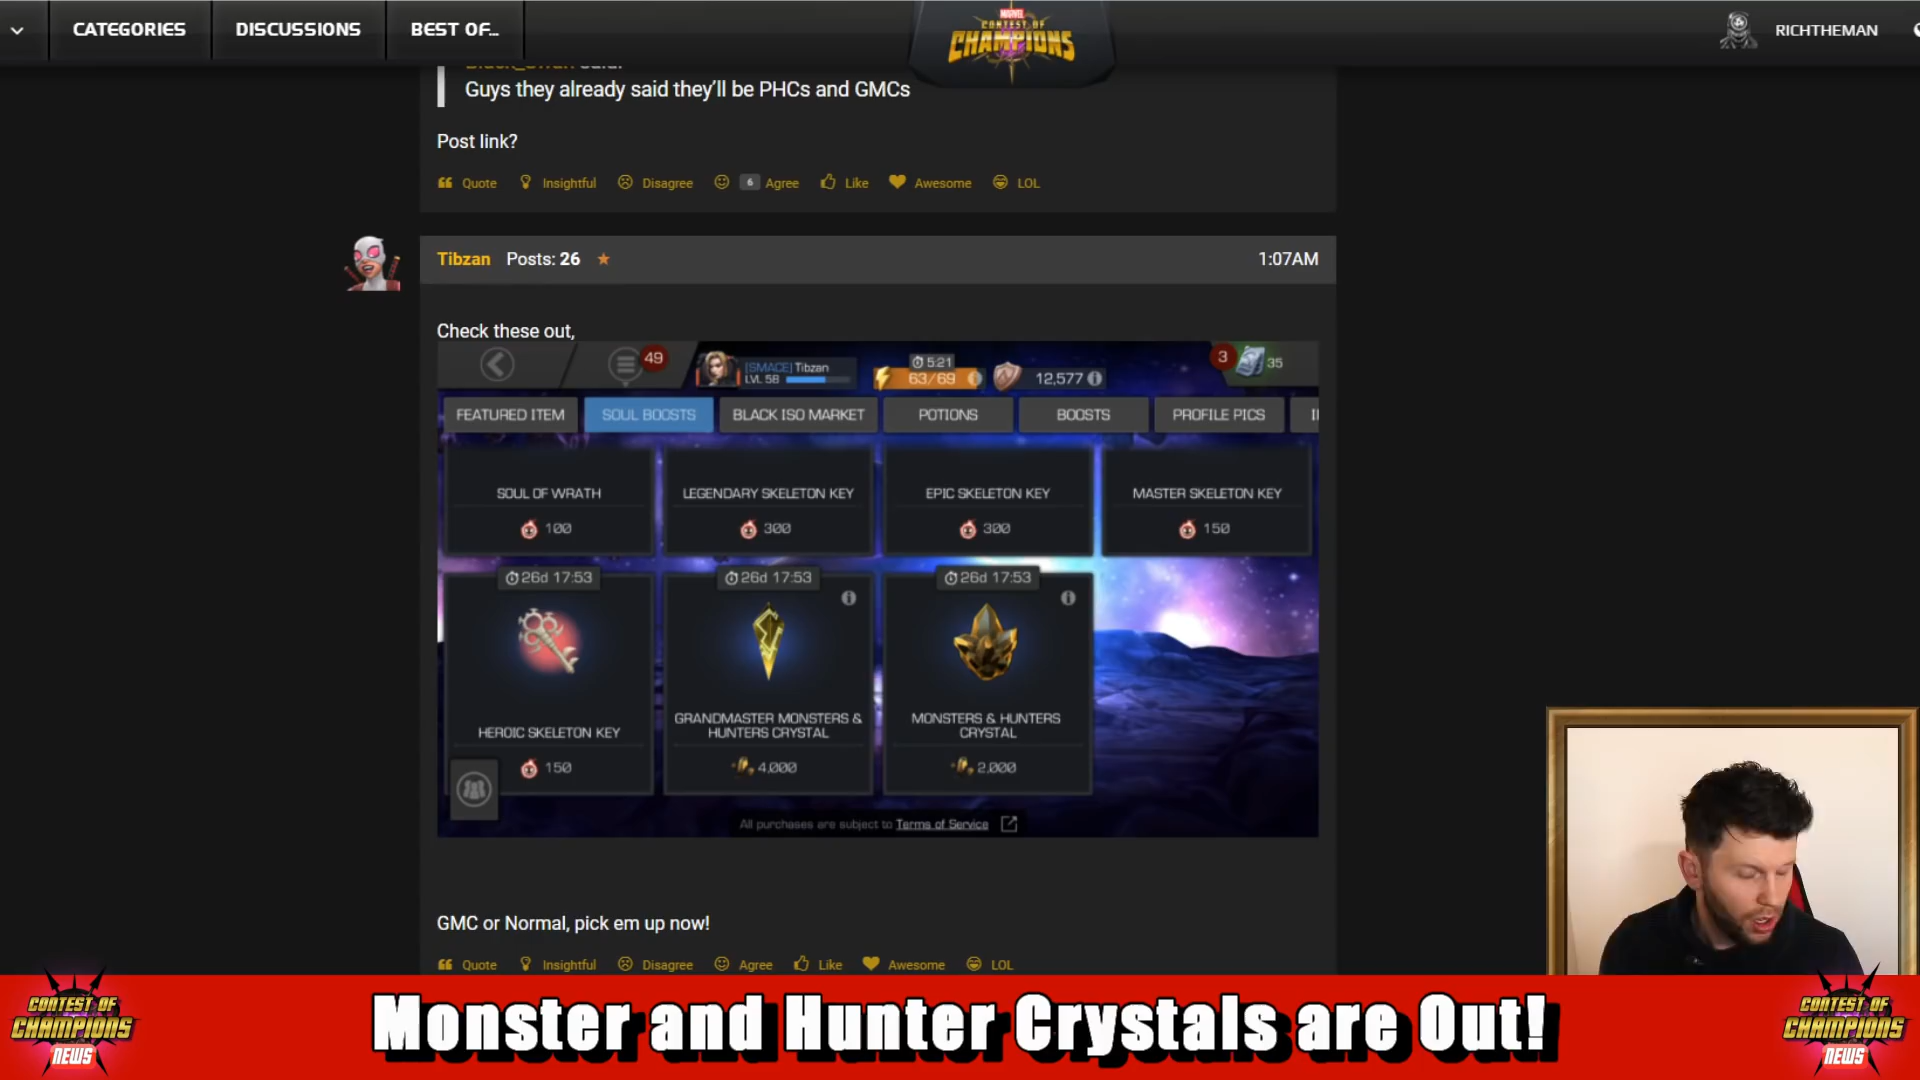 CATEGORIES DISCUSSIONS BEST OF... MARVEL CONTEST OF CHAMPIONS RICHTHEMAN
Guys they already said they'll be PHCs and GMCs
Post link?
Quote Insightful Disagree 6 Agree Like Awesome LOL
Tibzan Posts: 26 1:07AM
Check these out,
49 [SMACE] Tibzan LVL 58 5:21 63/69 12,577 3 35
FEATURED ITEM SOUL BOOSTS BLACK ISO MARKET POTIONS BOOSTS PROFILE PICS
SOUL OF WRATH LEGENDARY SKELETON KEY EPIC SKELETON KEY MASTER SKELETON KEY
100 300 300 150
26d 17:53 26d 17:53 26d 17:53
HEROIC SKELETON KEY GRANDMASTER MONSTERS & HUNTERS CRYSTAL MONSTERS & HUNTERS CRYSTAL
150 4,000 2,000
All purchases are subject to Terms of Service
GMC or Normal, pick em up now!
Quote Insightful Disagree Agree Like Awesome LOL
CONTEST OF CHAMPIONS NEWS Monster and Hunter Crystals are Out! CONTEST OF CHAMPIONS NEWS